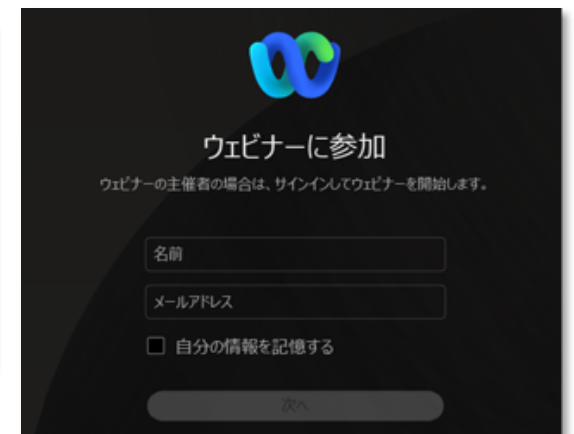 ウェビナーに参加
ウェビナーの主催者の場合は、サインインしてウェビナーを開始します。
名前
メールアドレス
自分の情報を記憶する
次へ